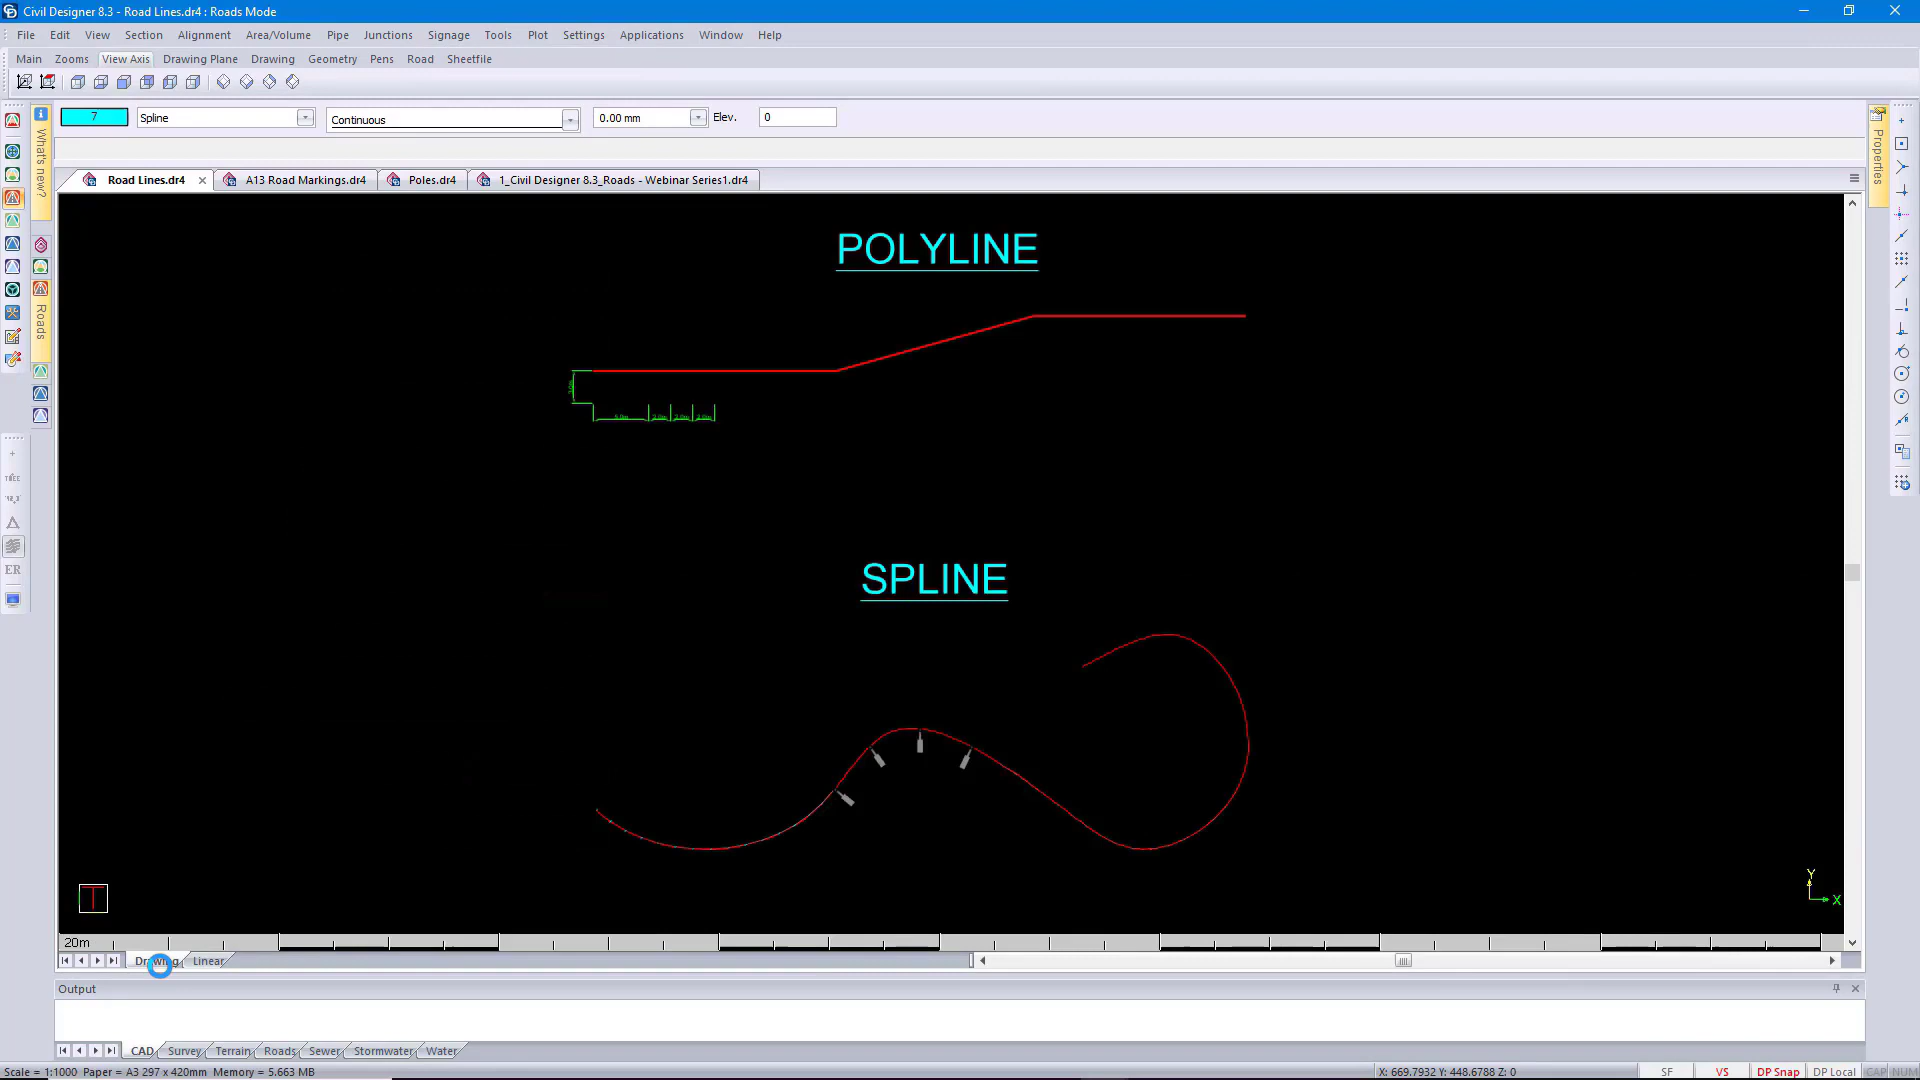 Civil Designer 8.3 - Road Lines.dr4 : Roads Mode
File Edit View Section Alignment Area/Volume Pipe Junctions Signage Tools Plot Settings Applications Window Help
Main Zooms View Axis Drawing Plane Drawing Geometry Pens Road Sheetfile
7 Spline Continuous 0.00 mm Elev. 0
What's new?
Properties
Road Lines.dr4 A13 Road Markings.dr4 Poles.dr4 1_Civil Designer 8.3_Roads - Webinar Series1.dr4
POLYLINE
Roads
SPLINE
ER
Y
X
20m
Drawing Linear
Output
CAD Survey Terrain Roads Sewer Stormwater Water
Scale = 1:1000 Paper = A3 297 x 420mm Memory = 5.663 MB X: 669.7932 Y: 448.6788 Z: 0 SF VS DP Snap DP Local CAP NUM